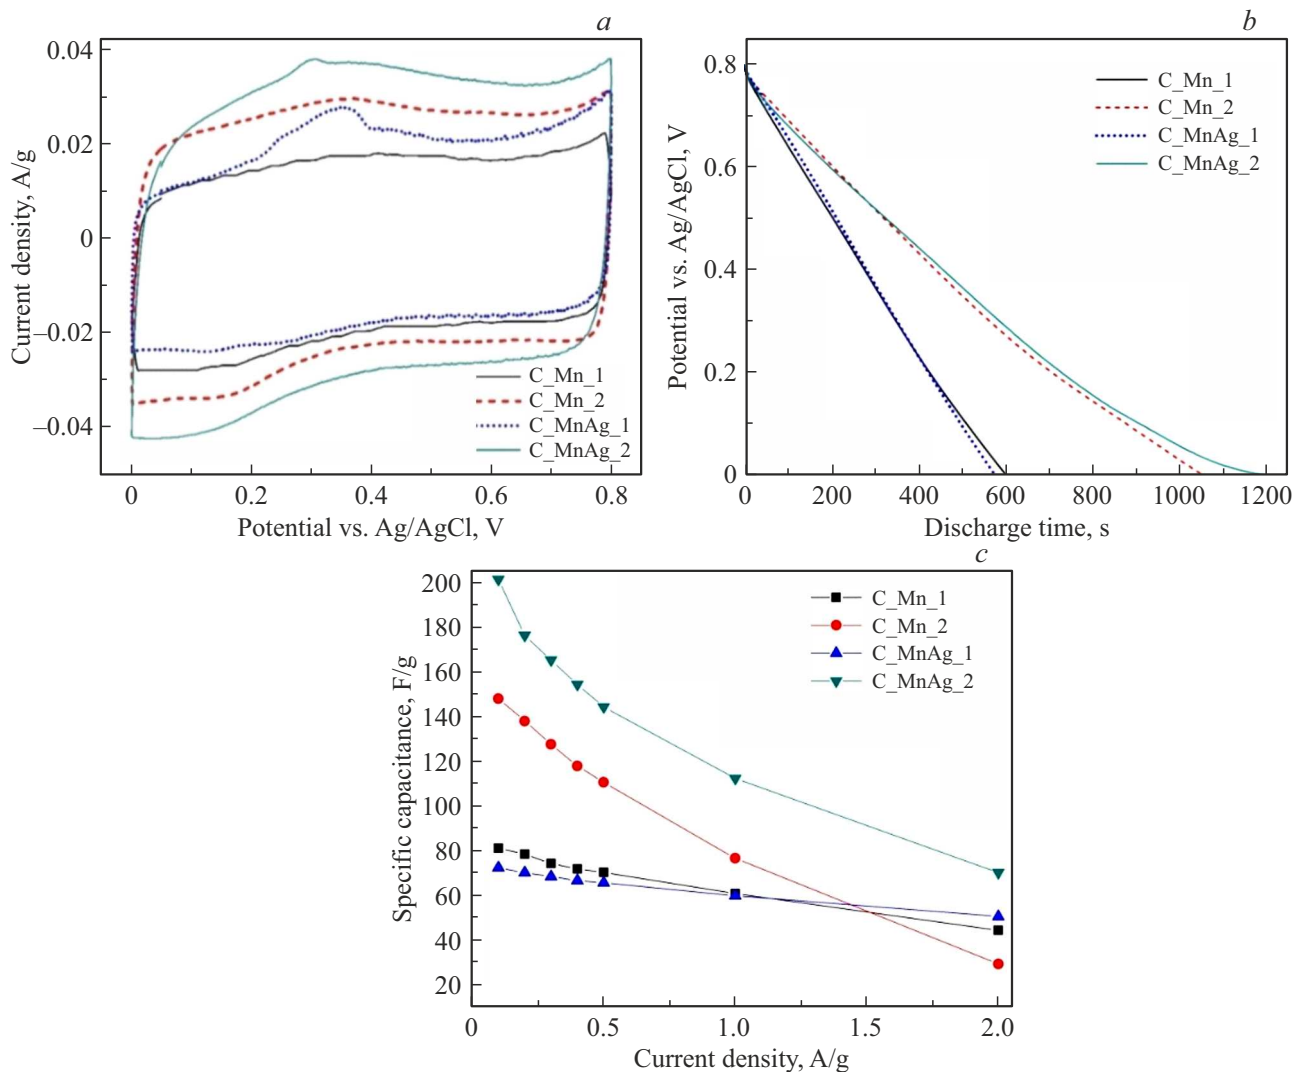 a
0.04
0.02
0
–0.02
–0.04
Current density, A/g
C_Mn_1
C_Mn_2
C_MnAg_1
C_MnAg_2
0 0.2 0.4 0.6 0.8
Potential vs. Ag/AgCl, V
b
0.8
0.6
0.4
0.2
0
Potential vs. Ag/AgCl, V
C_Mn_1
C_Mn_2
C_MnAg_1
C_MnAg_2
0 200 400 600 800 1000 1200
Discharge time, s
c
200
180
160
140
120
100
80
60
40
20
Specific capacitance, F/g
C_Mn_1
C_Mn_2
C_MnAg_1
C_MnAg_2
0 0.5 1.0 1.5 2.0
Current density, A/g